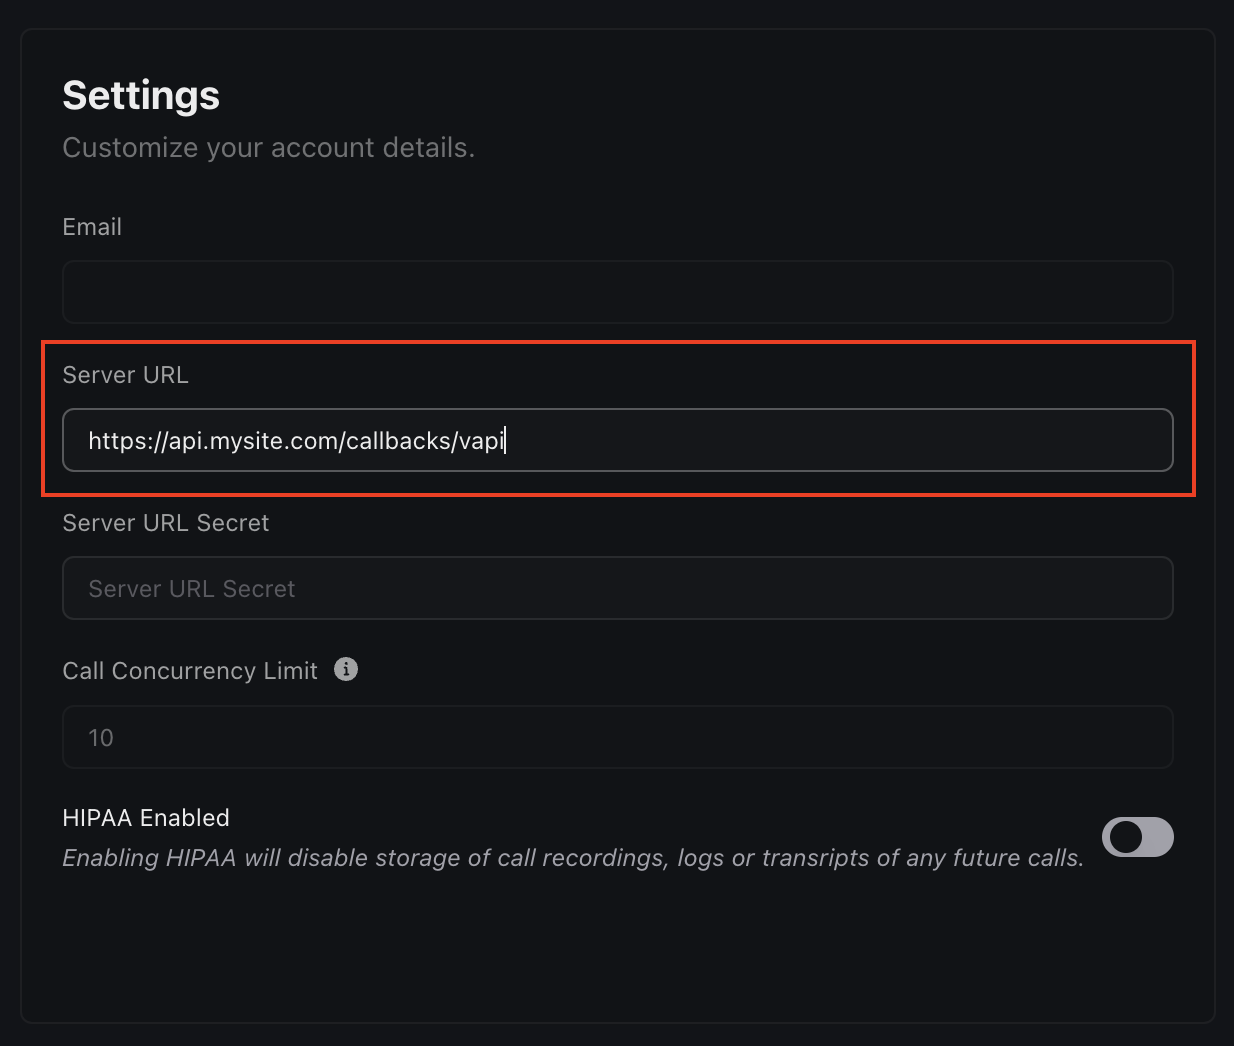 Settings
Customize your account details.
Email
Server URL
https://api.mysite.com/callbacks/vapi
Server URL Secret
Server URL Secret
Call Concurrency Limit
10
HIPAA Enabled
Enabling HIPAA will disable storage of call recordings, logs or transripts of any future calls.